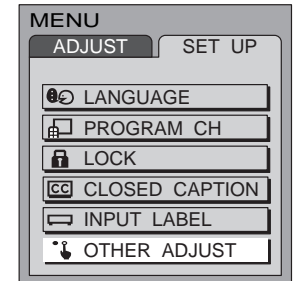 MENU
ADJUST SET UP
LANGUAGE
PROGRAM CH
LOCK
CC CLOSED CAPTION
INPUT LABEL
OTHER ADJUST